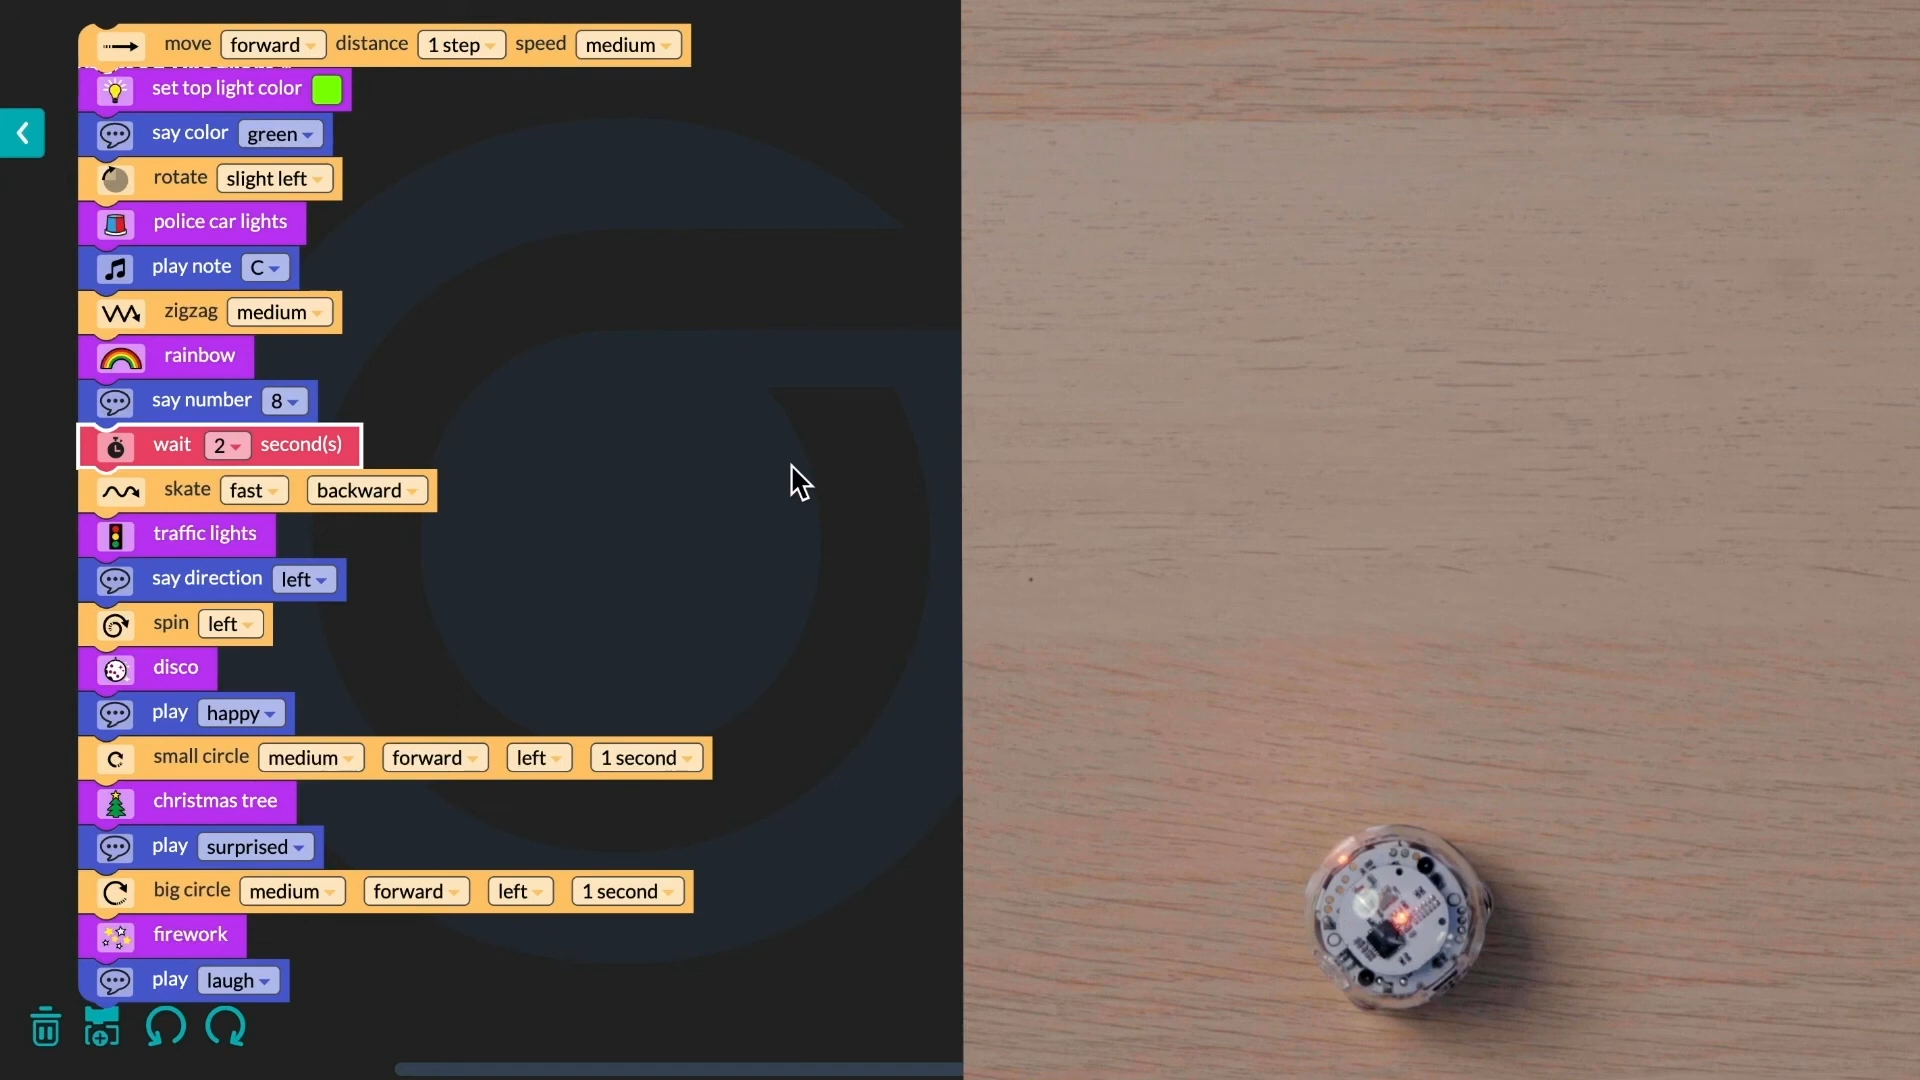 move forward distance 1 step speed medium
set top light color
say color green
rotate slight left
police car lights
play note C
zigzag medium
rainbow
say number 8
wait 2 second(s)
skate fast backward
traffic lights
say direction left
spin left
disco
play happy
small circle medium forward left 1 second
christmas tree
play surprised
big circle medium forward left 1 second
firework
play laugh